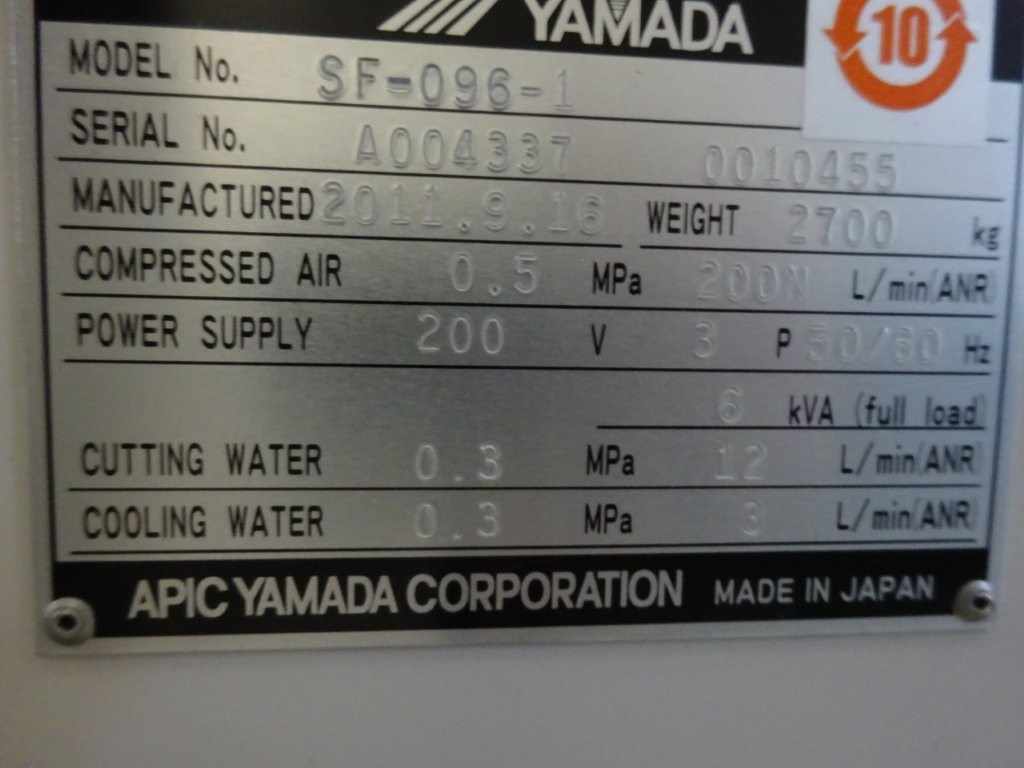 YAMADA
10
MODEL No. SF-096-1
SERIAL No. A004337 0010455
MANUFACTURED 2011.9.16 WEIGHT 2700 kg
COMPRESSED AIR 0.5 MPa 200N L/min(ANR)
POWER SUPPLY 200 V 3 P 50/60 Hz
6 kVA (full load)
CUTTING WATER 0.3 MPa 12 L/min(ANR)
COOLING WATER 0.3 MPa 3 L/min(ANR)
APIC YAMADA CORPORATION MADE IN JAPAN